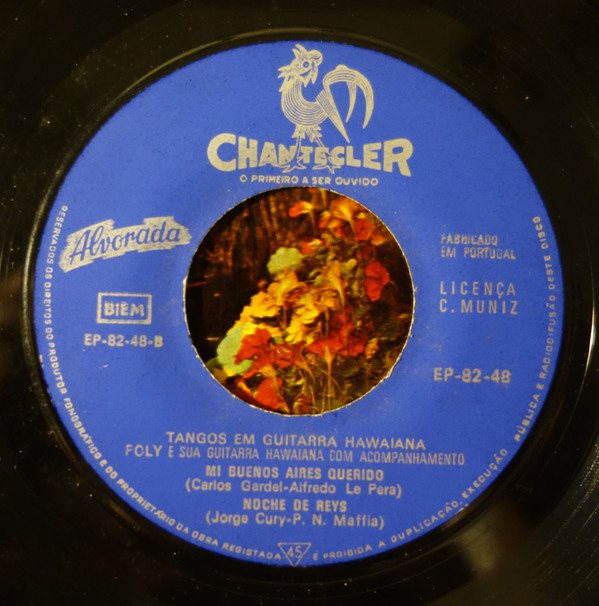 CHANTECLER
O PRIMEIRO A SER OUVIDO
Alvorada
BIEM
EP-82-48-B
FABRICADO
EM PORTUGAL
LICENÇA
C. MUNIZ
EP-82-48
TANGOS EM GUITARRA HAWAIANA
POLY E SUA GUITARRA HAWAIANA COM ACOMPANHAMENTO
MI BUENOS AIRES QUERIDO
(Carlos Gardel-Alfredo Le Pera)
NOCHE DE REYS
(Jorge Cury-P. N. Maffia)
45
RESERVADOS OS DIREITOS DO PRODUTOR FONOGRÁFICO E DO PROPRIETÁRIO DA OBRA REGISTADA E PROIBIDA A DUPLICAÇÃO, EXECUÇÃO PÚBLICA E RADIODIFUSÃO DESTE DISCO